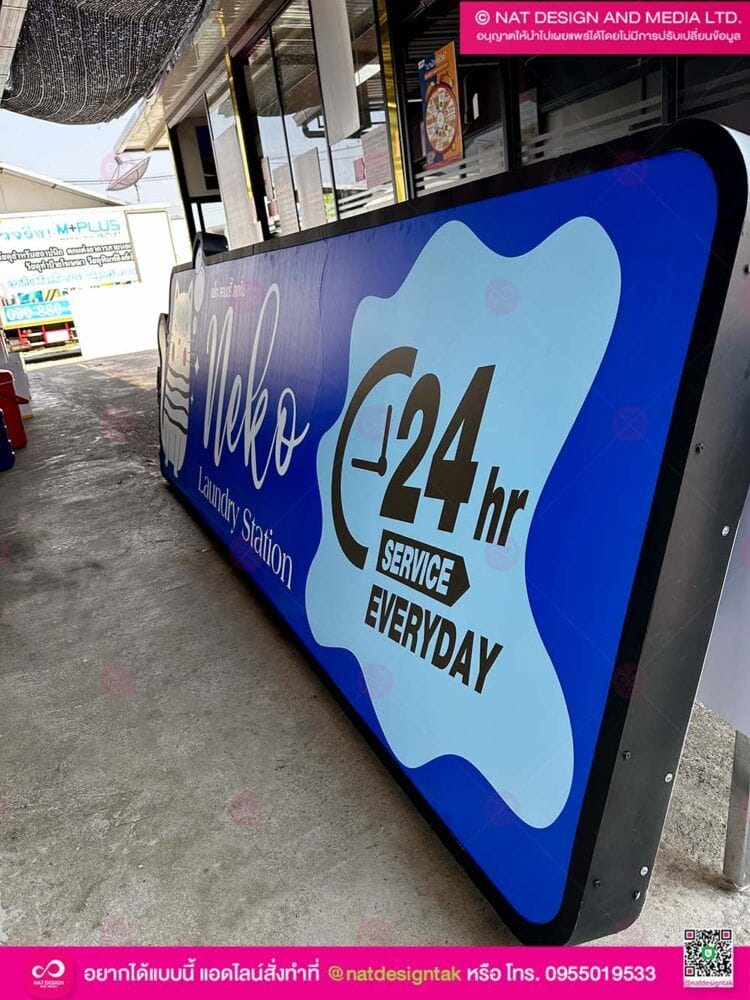 © NAT DESIGN AND MEDIA LTD.
อนุญาตให้นำไปเผยแพร่ได้โดยไม่มีการปรับเปลี่ยนข้อมูล
M+PLUS
090-880
Neko
Laundry Station
24 hr
SERVICE
EVERYDAY
NAT DESIGN
อยากได้แบบนี้ แอดไลน์สั่งทำที่ @natdesigntak หรือ โทร. 0955019533
@natdesigntak